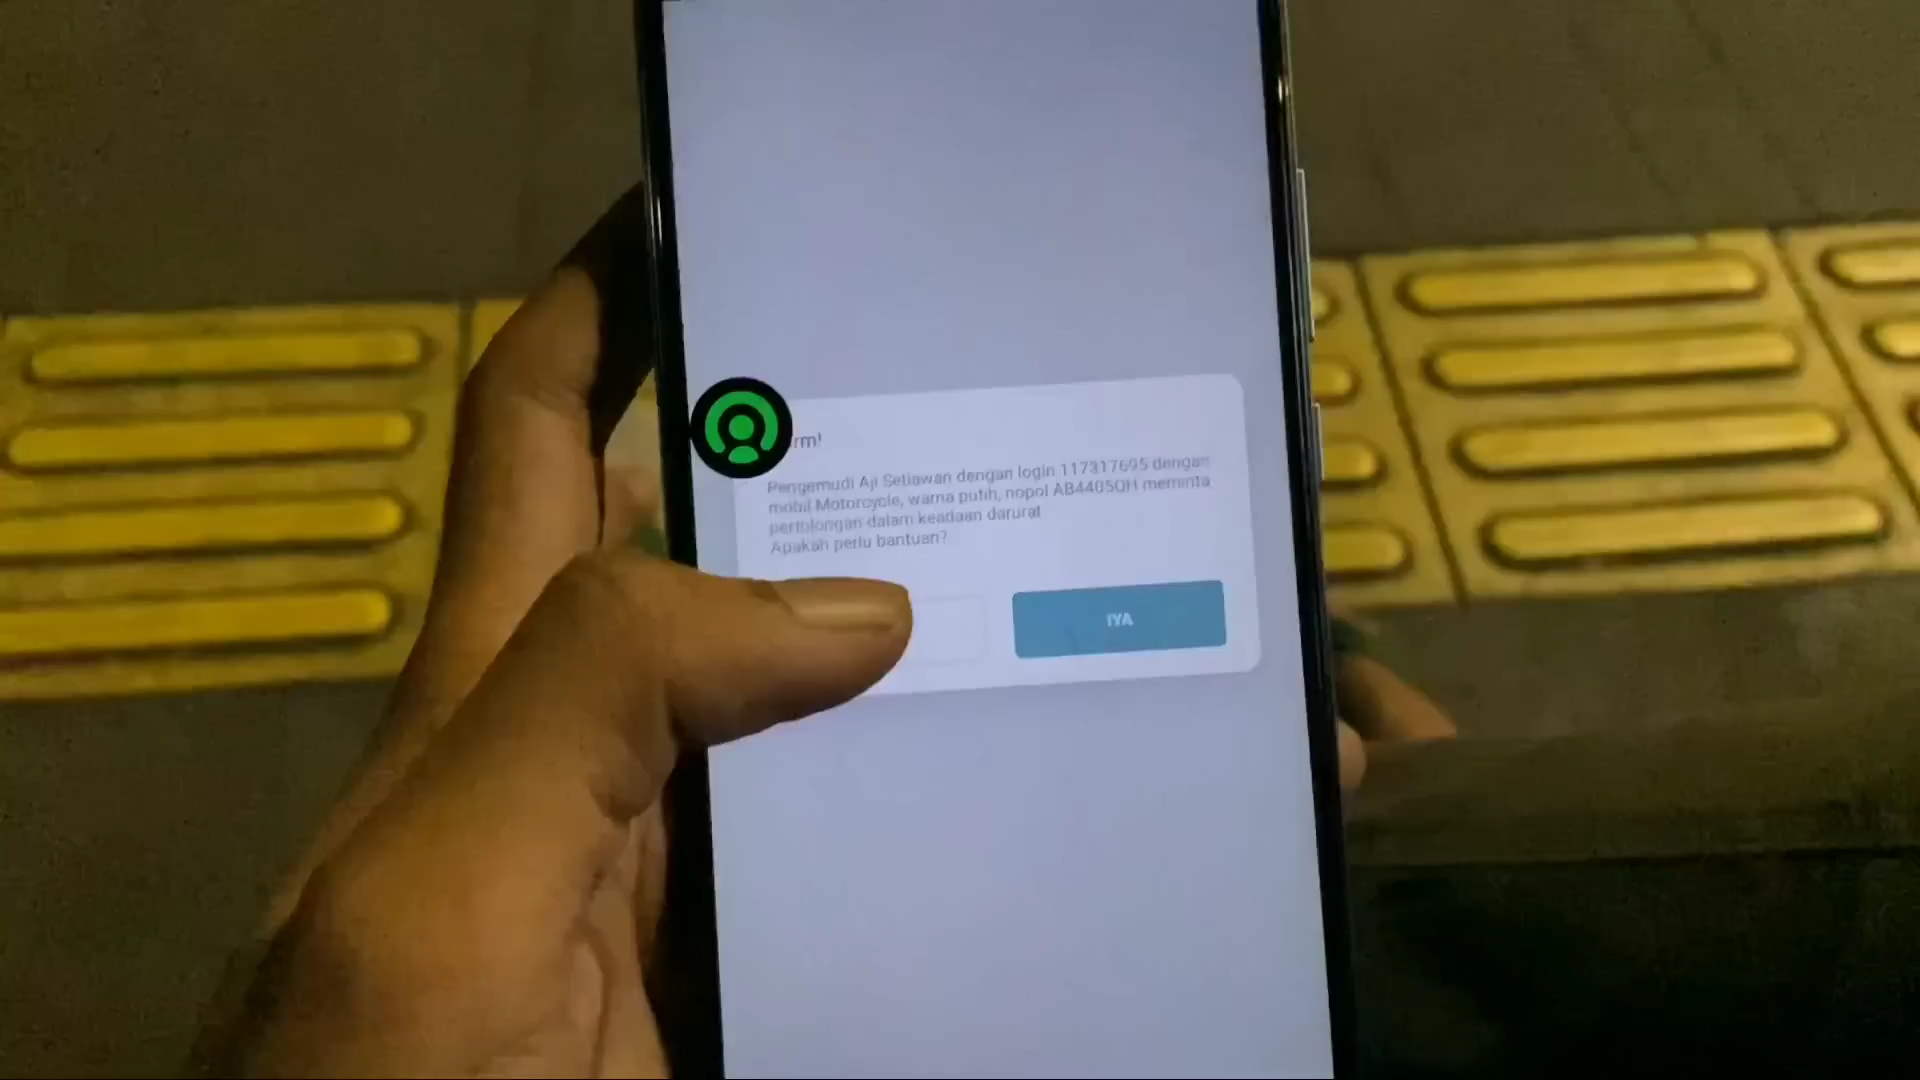 rm!
Pengemudi Aji Setiawan dengan login 117317695 dengan
mobil Motorcycle, warna putih, nopol AB4405QH meminta
pertolongan dalam keadaan darurat
Apakah perlu bantuan?
IYA